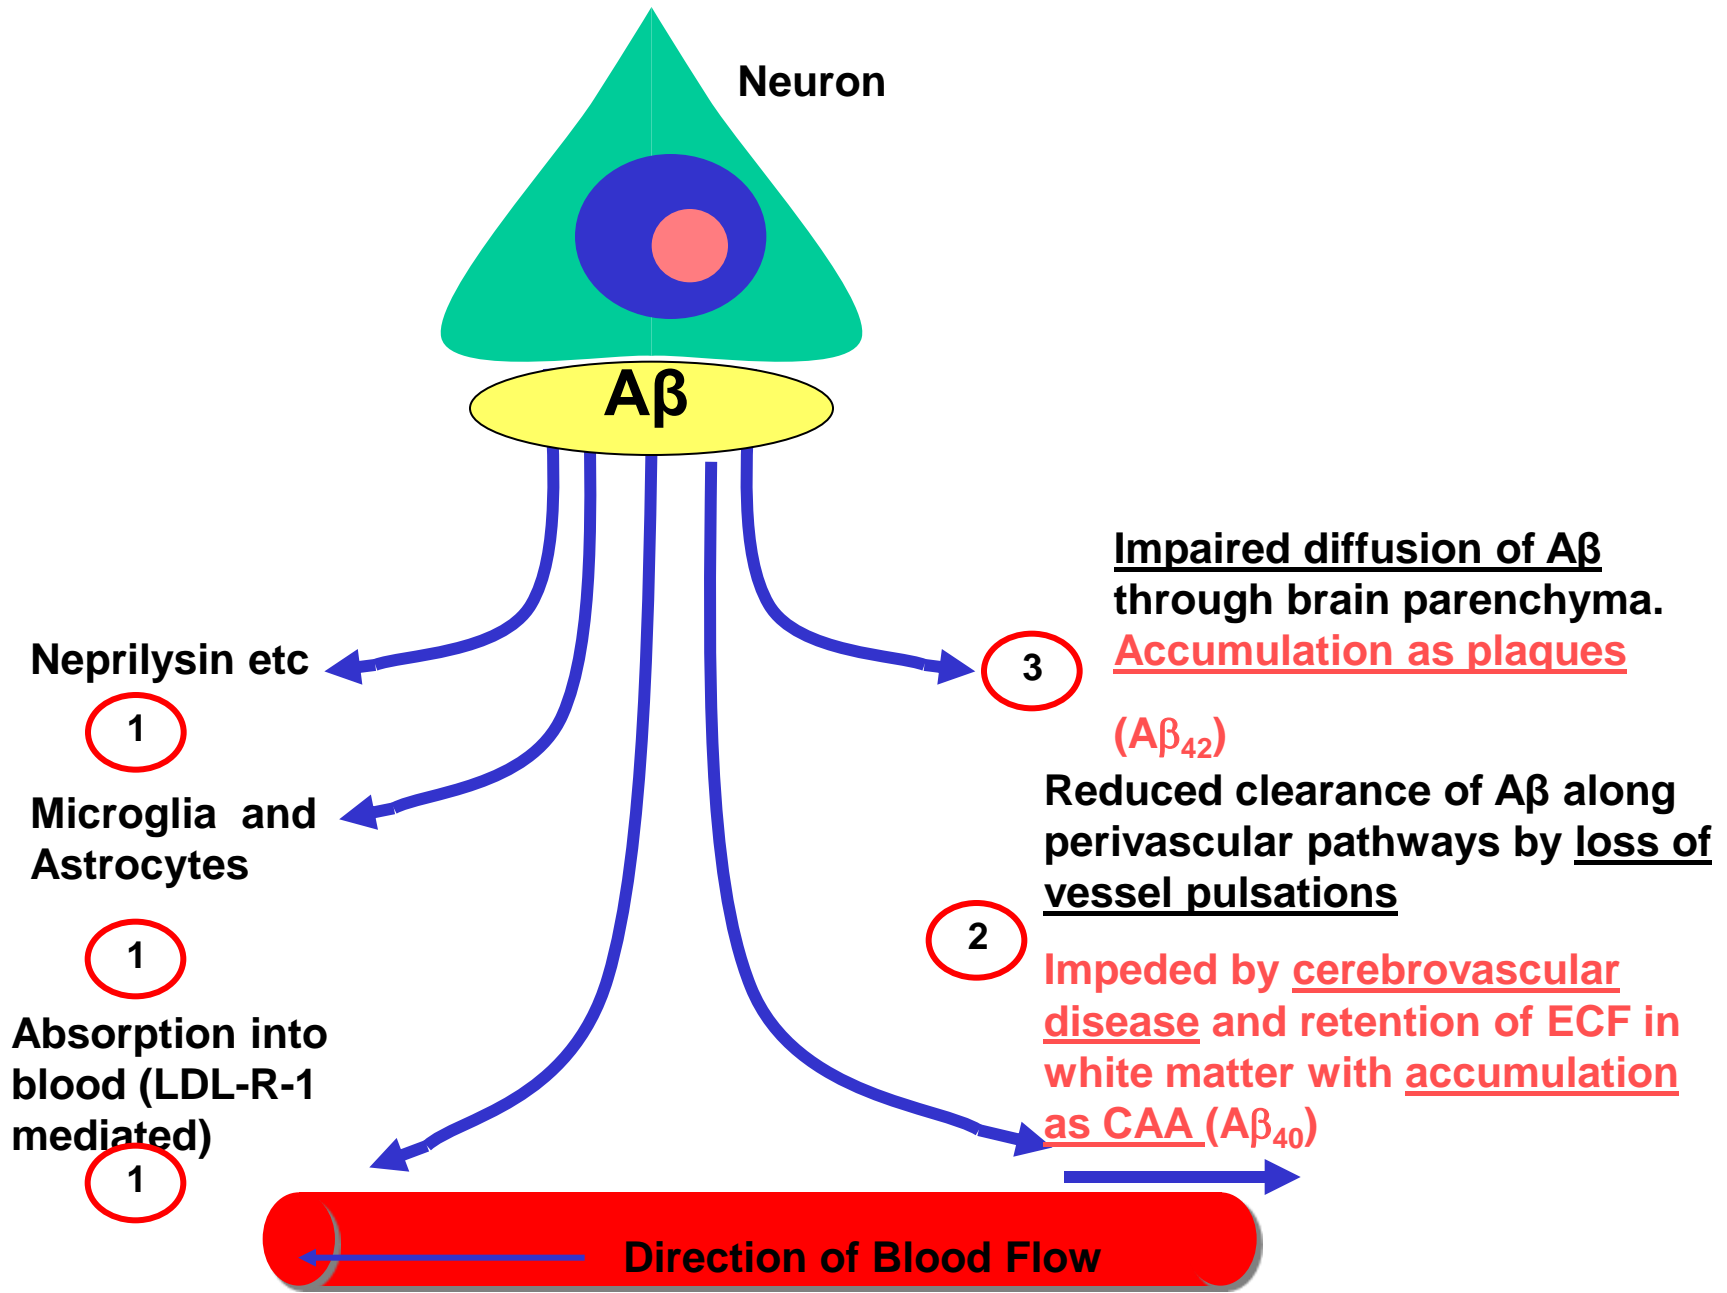 Neuron
Aβ
Neprilysin etc
1
Microglia and
Astrocytes
1
Absorption into
blood (LDL-R-1
mediated)
1
Impaired diffusion of Aβ
through brain parenchyma.
Accumulation as plaques
(Aβ42)
3
Reduced clearance of Aβ along
perivascular pathways by loss of
vessel pulsations
2
Impeded by cerebrovascular
disease and retention of ECF in
white matter with accumulation
as CAA (Aβ40)
Direction of Blood Flow